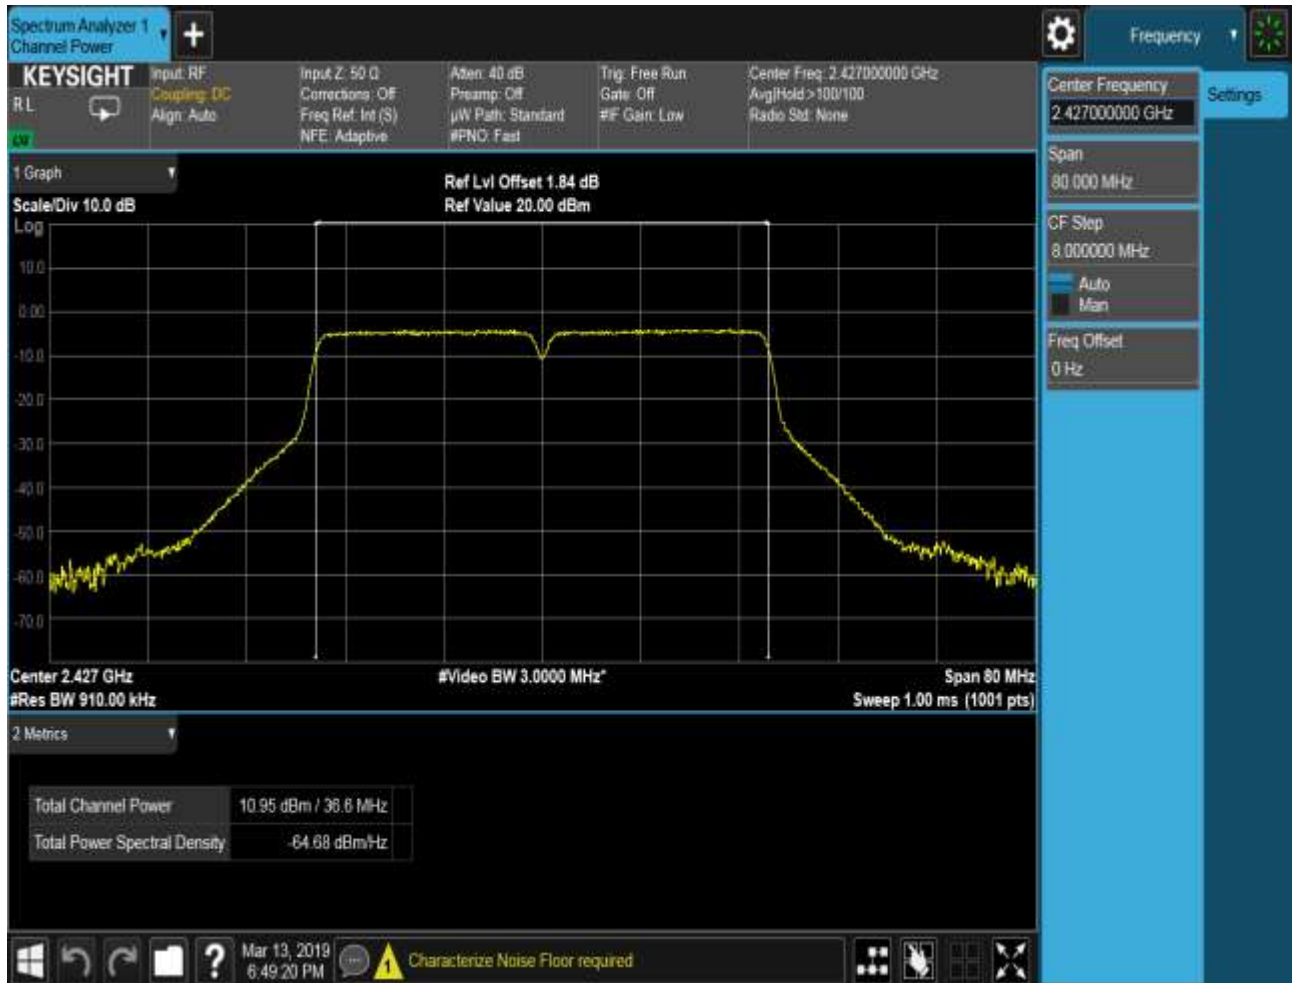 Spectrum Analyzer 1
Channel Power
+
Frequency
KEYSIGHT
R L
Input: RF
Coupling: DC
Align: Auto
Input Z: 50 Ω
Corrections: Off
Freq Ref: Int (S)
NFE: Adaptive
Atten: 40 dB
Preamp: Off
µW Path: Standard
#PNO: Fast
Trig: Free Run
Gate: Off
#IF Gain: Low
Center Freq: 2.427000000 GHz
Avg|Hold:>100/100
Radio Std: None
Center Frequency
2.427000000 GHz
Settings
Span
80.000 MHz
CF Step
8.000000 MHz
Auto
Man
Freq Offset
0 Hz
1 Graph
Scale/Div 10.0 dB
Ref Lvl Offset 1.84 dB
Ref Value 20.00 dBm
Log
10.0
0.00
-10.0
-20.0
-30.0
-40.0
-50.0
-60.0
-70.0
Center 2.427 GHz
#Video BW 3.0000 MHz*
Span 80 MHz
#Res BW 910.00 kHz
Sweep 1.00 ms (1001 pts)
2 Metrics
Total Channel Power 10.95 dBm / 36.6 MHz
Total Power Spectral Density -64.68 dBm/Hz
?
Mar 13, 2019
6:49:20 PM
1
Characterize Noise Floor required